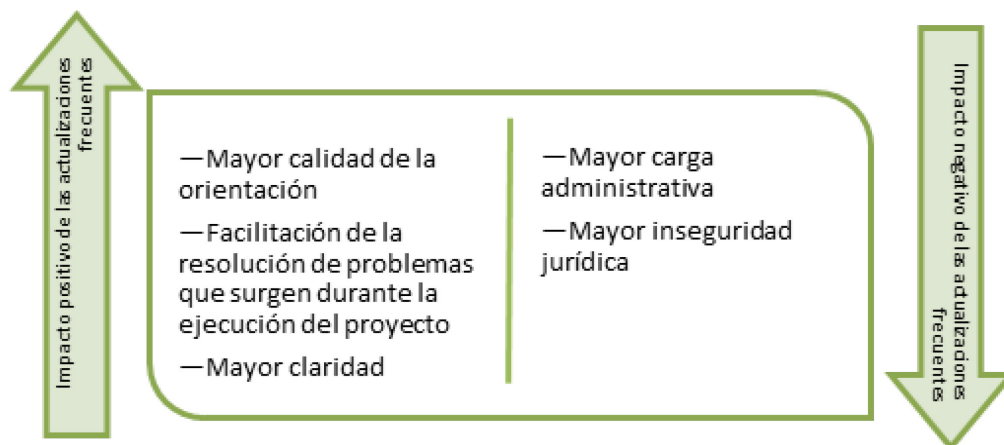 Impacto positivo de las actualizaciones
frecuentes
—Mayor calidad de la
orientación
—Facilitación de la
resolución de problemas
que surgen durante la
ejecución del proyecto
—Mayor claridad
—Mayor carga
administrativa
—Mayor inseguridad
jurídica
Impacto negativo de las actualizaciones
frecuentes